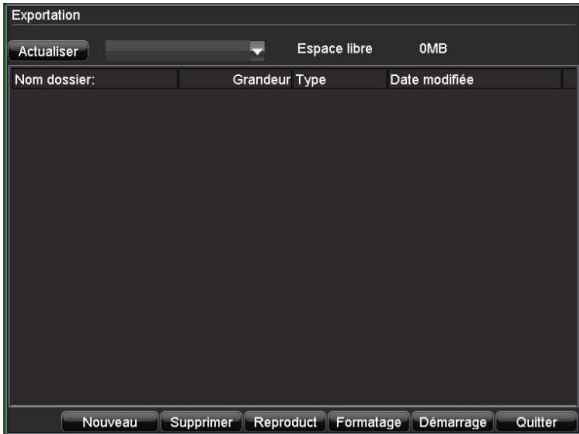 Exportation
Actualiser Espace libre 0MB
Nom dossier: Grandeur Type Date modifiée
Nouveau Supprimer Reproduct Formatage Démarrage Quitter